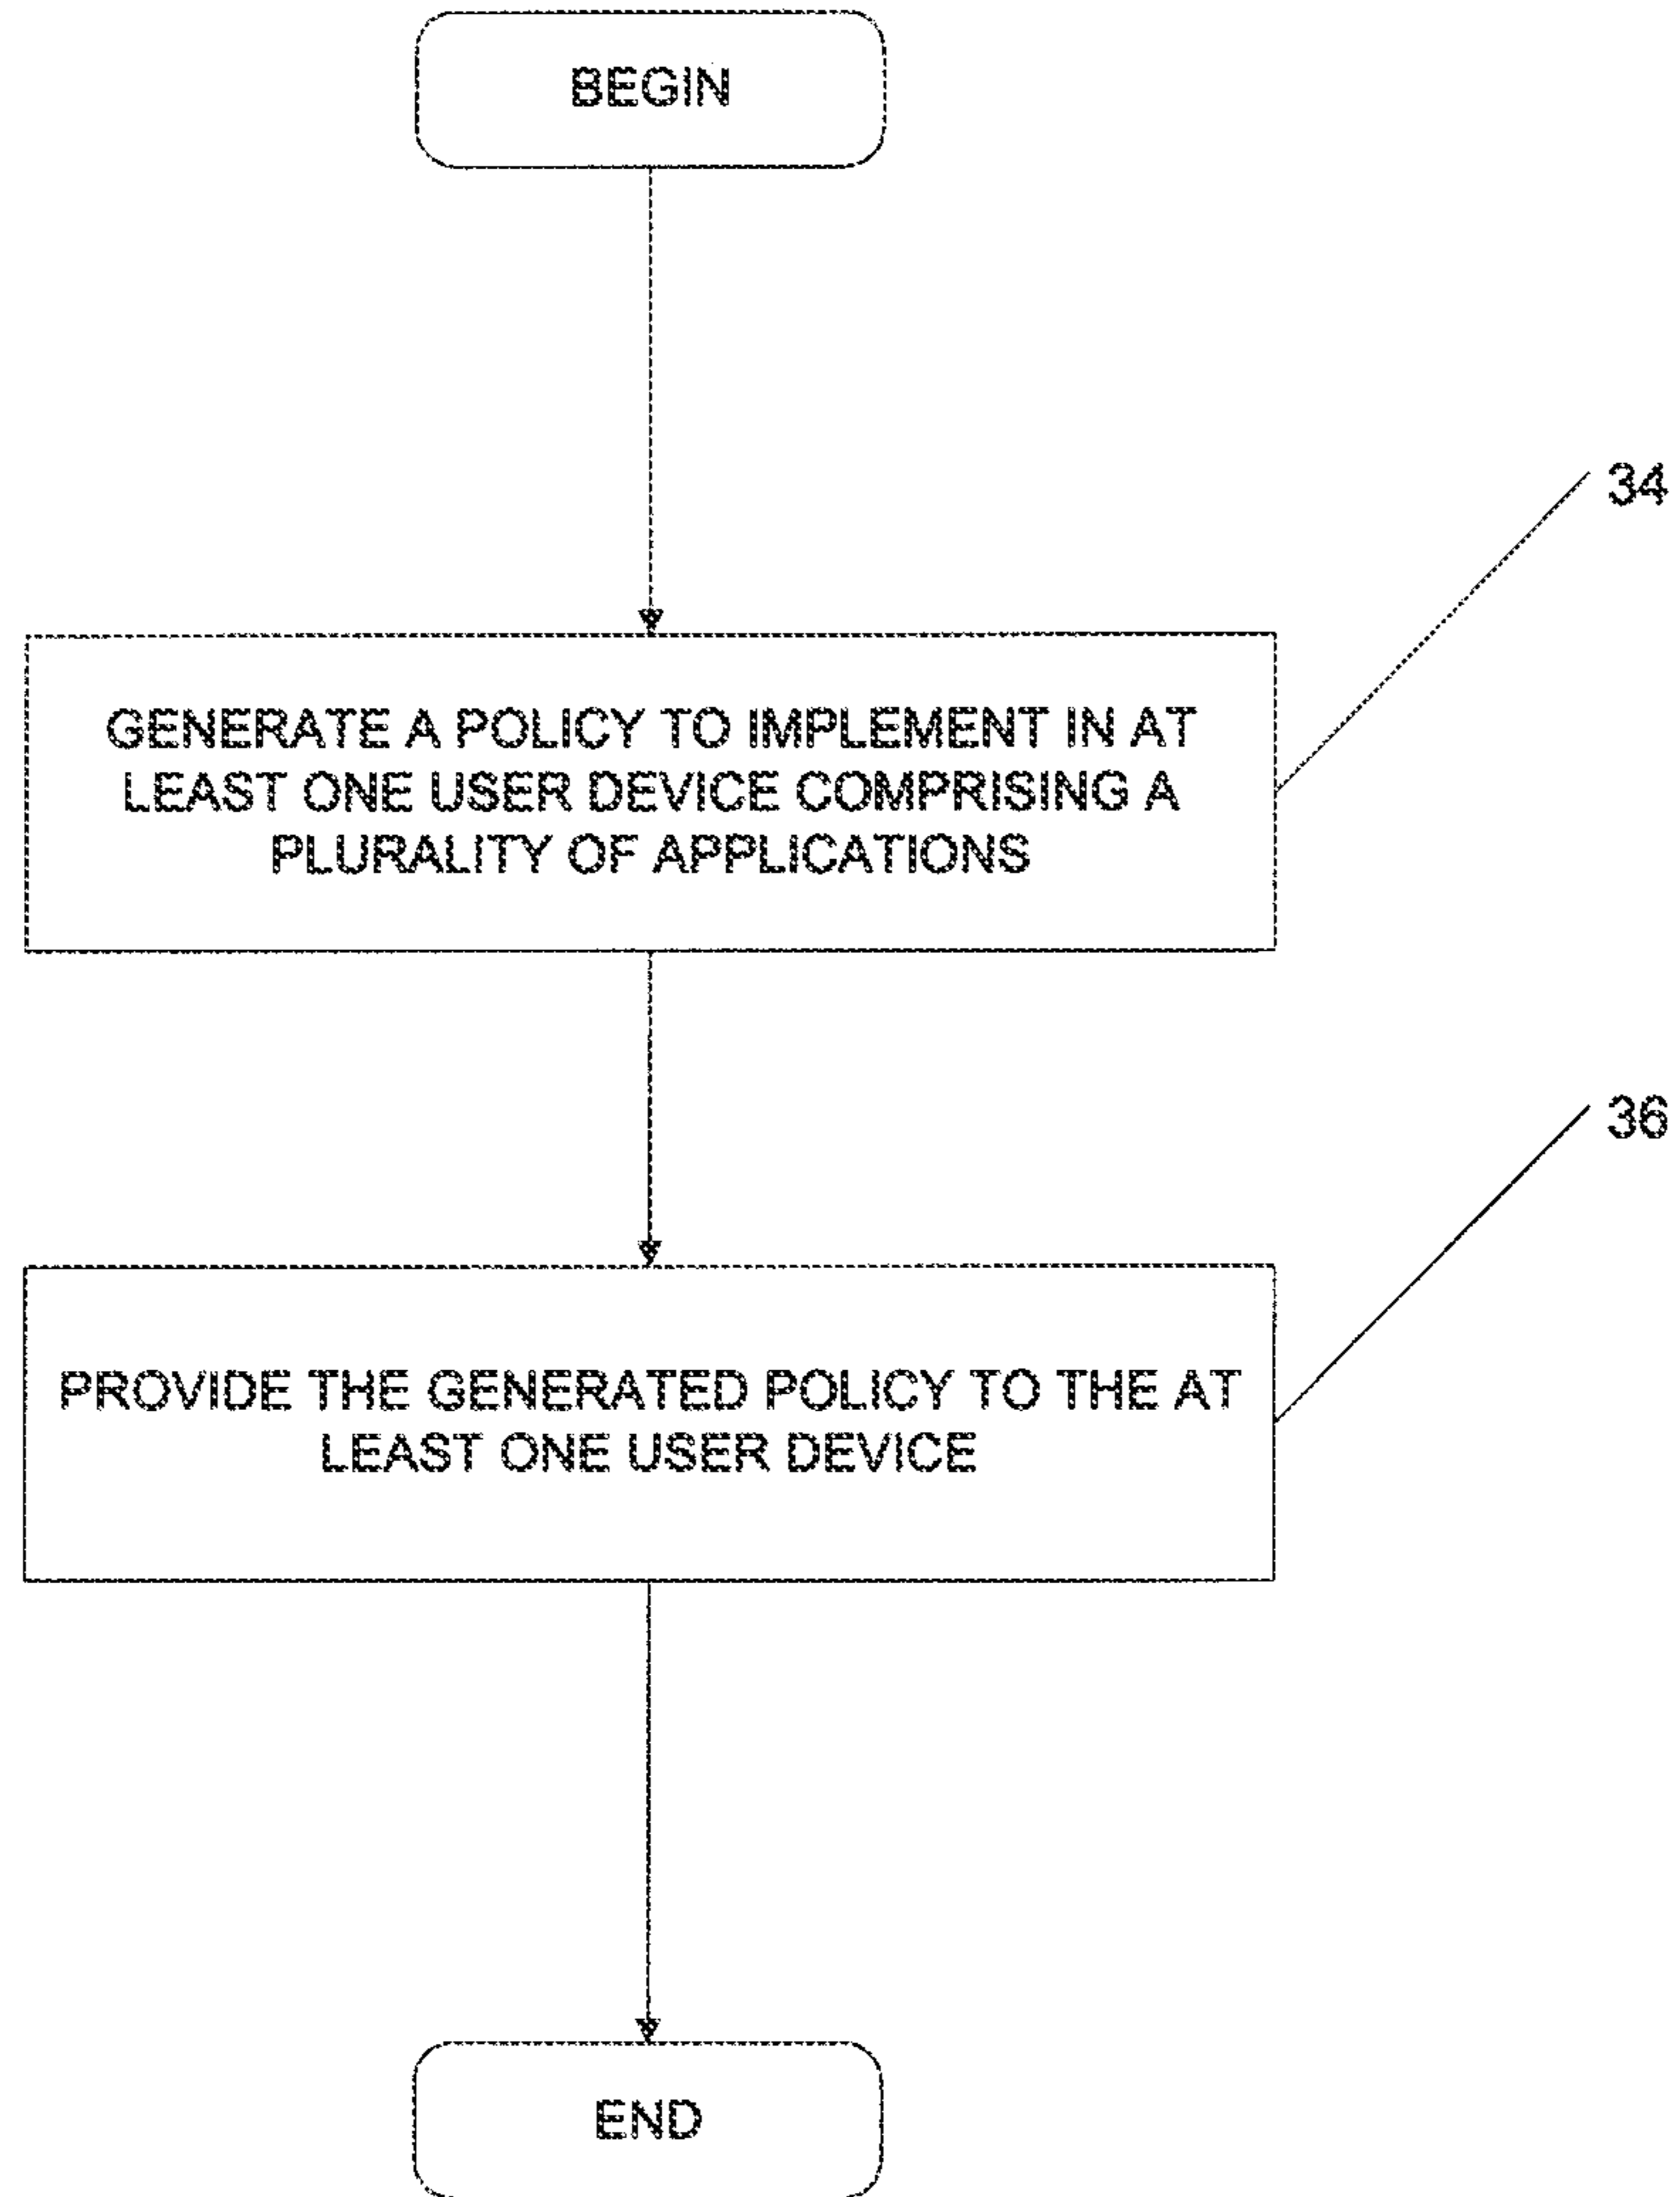 BEGIN
34
GENERATE A POLICY TO IMPLEMENT IN AT
LEAST ONE USER DEVICE COMPRISING A
PLURALITY OF APPLICATIONS
36
PROVIDE THE GENERATED POLICY TO THE AT
LEAST ONE USER DEVICE
END